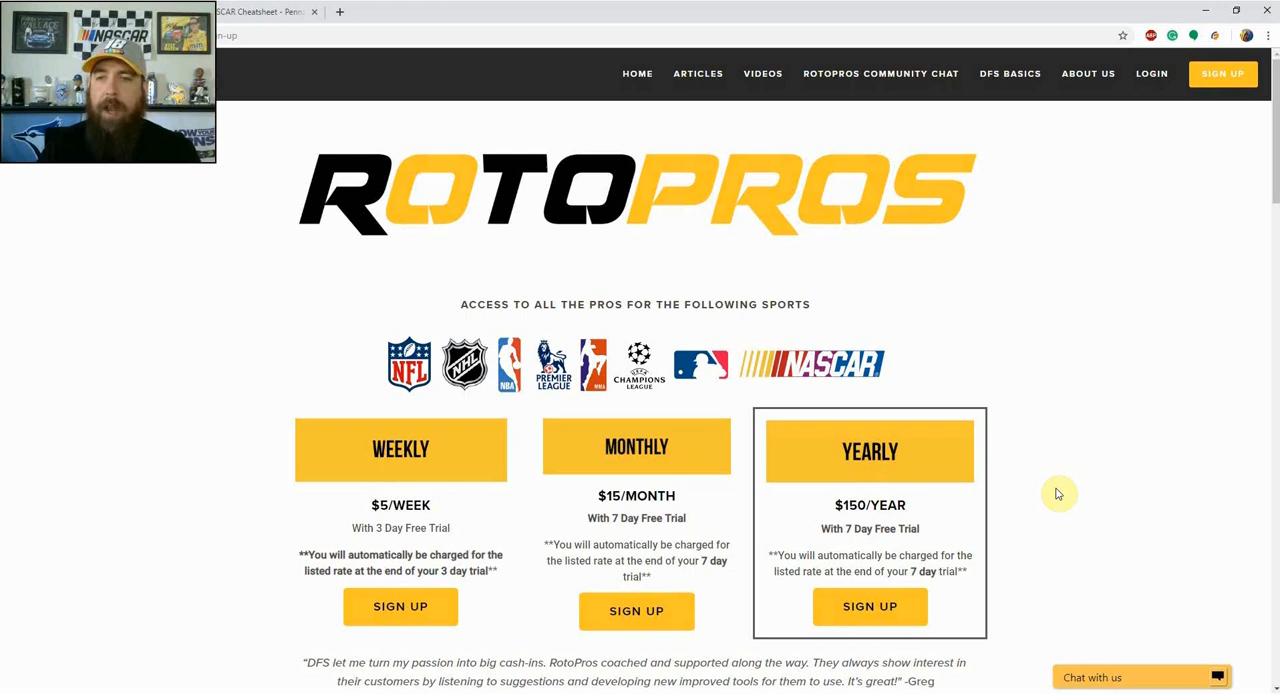 SCAR Cheatsheet - Penn
n-up
NASCAR
18
HOME ARTICLES VIDEOS ROTOPROS COMMUNITY CHAT DFS BASICS ABOUT US LOGIN SIGN UP
ROTOPROS
ACCESS TO ALL THE PROS FOR THE FOLLOWING SPORTS
NFL NHL NBA PREMIER LEAGUE MMA UEFA CHAMPIONS LEAGUE NASCAR
WEEKLY
$5/WEEK
With 3 Day Free Trial
**You will automatically be charged for the
listed rate at the end of your 3 day trial**
SIGN UP
MONTHLY
$15/MONTH
With 7 Day Free Trial
**You will automatically be charged for
the listed rate at the end of your 7 day
trial**
SIGN UP
YEARLY
$150/YEAR
With 7 Day Free Trial
**You will automatically be charged for the
listed rate at the end of your 7 day trial**
SIGN UP
“DFS let me turn my passion into big cash-ins. RotoPros coached and supported along the way. They always show interest in
their customers by listening to suggestions and developing new improved tools for them to use. It’s great!" -Greg
Chat with us